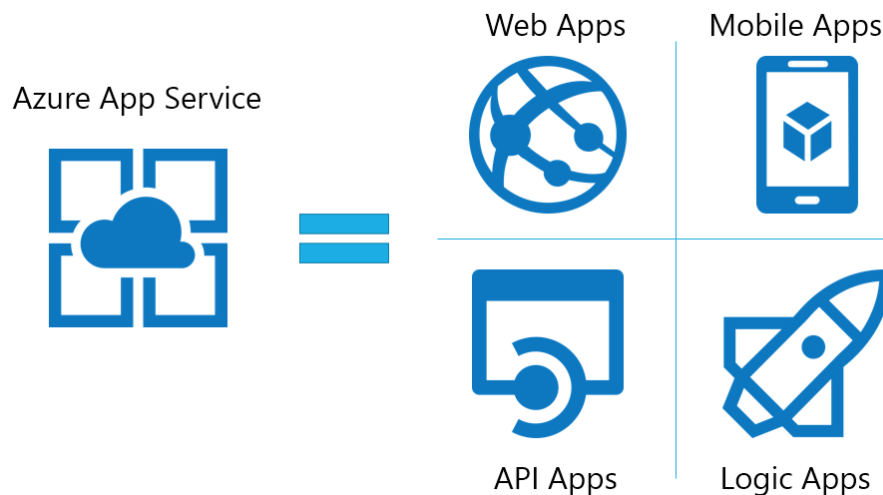 Azure App Service
Web Apps
Mobile Apps
API Apps
Logic Apps